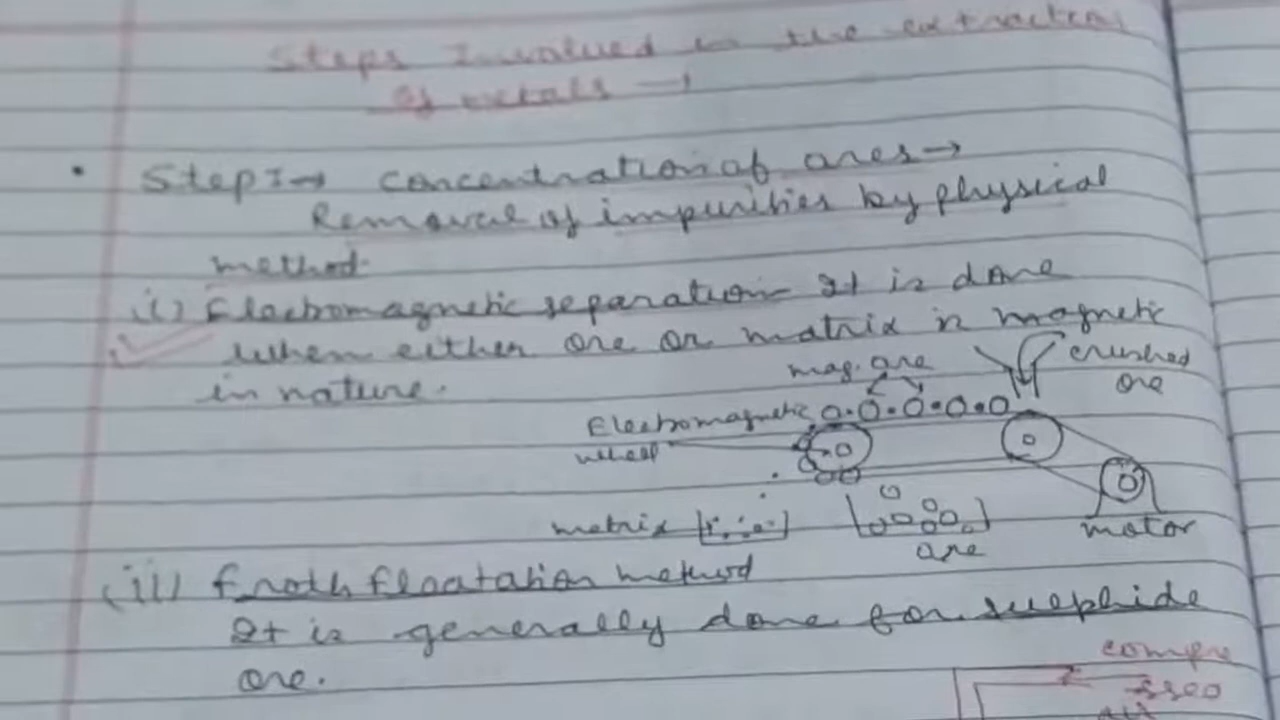 Steps Involved in the extraction
of metals →
• Step I → Concentration of ores →
Removal of impurities by physical
method.
(i) Electromagnetic separation - It is done
when either ore or matrix is magnetic
in nature.
mag. ore
crushed
ore
Electromagnetic
wheel
matrix
ore
motor
(ii) froth floatation method
It is generally done for sulphide
ore.
compre
-ssed